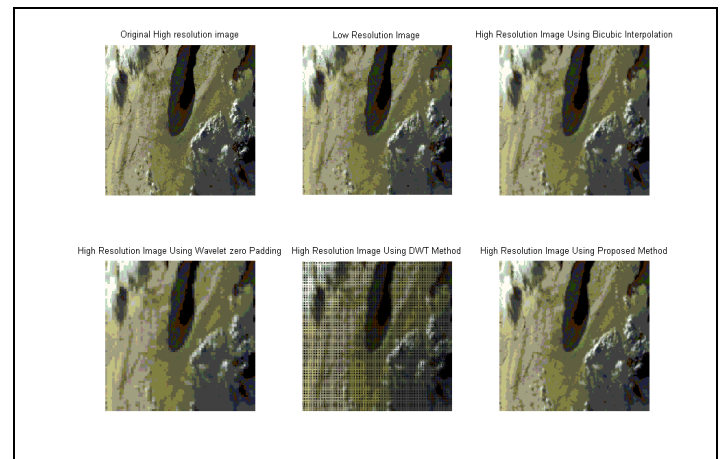 Original High resolution image
Low Resolution Image
High Resolution Image Using Bicubic Interpolation
High Resolution Image Using Wavelet zero Padding
High Resolution Image Using DWT Method
High Resolution Image Using Proposed Method